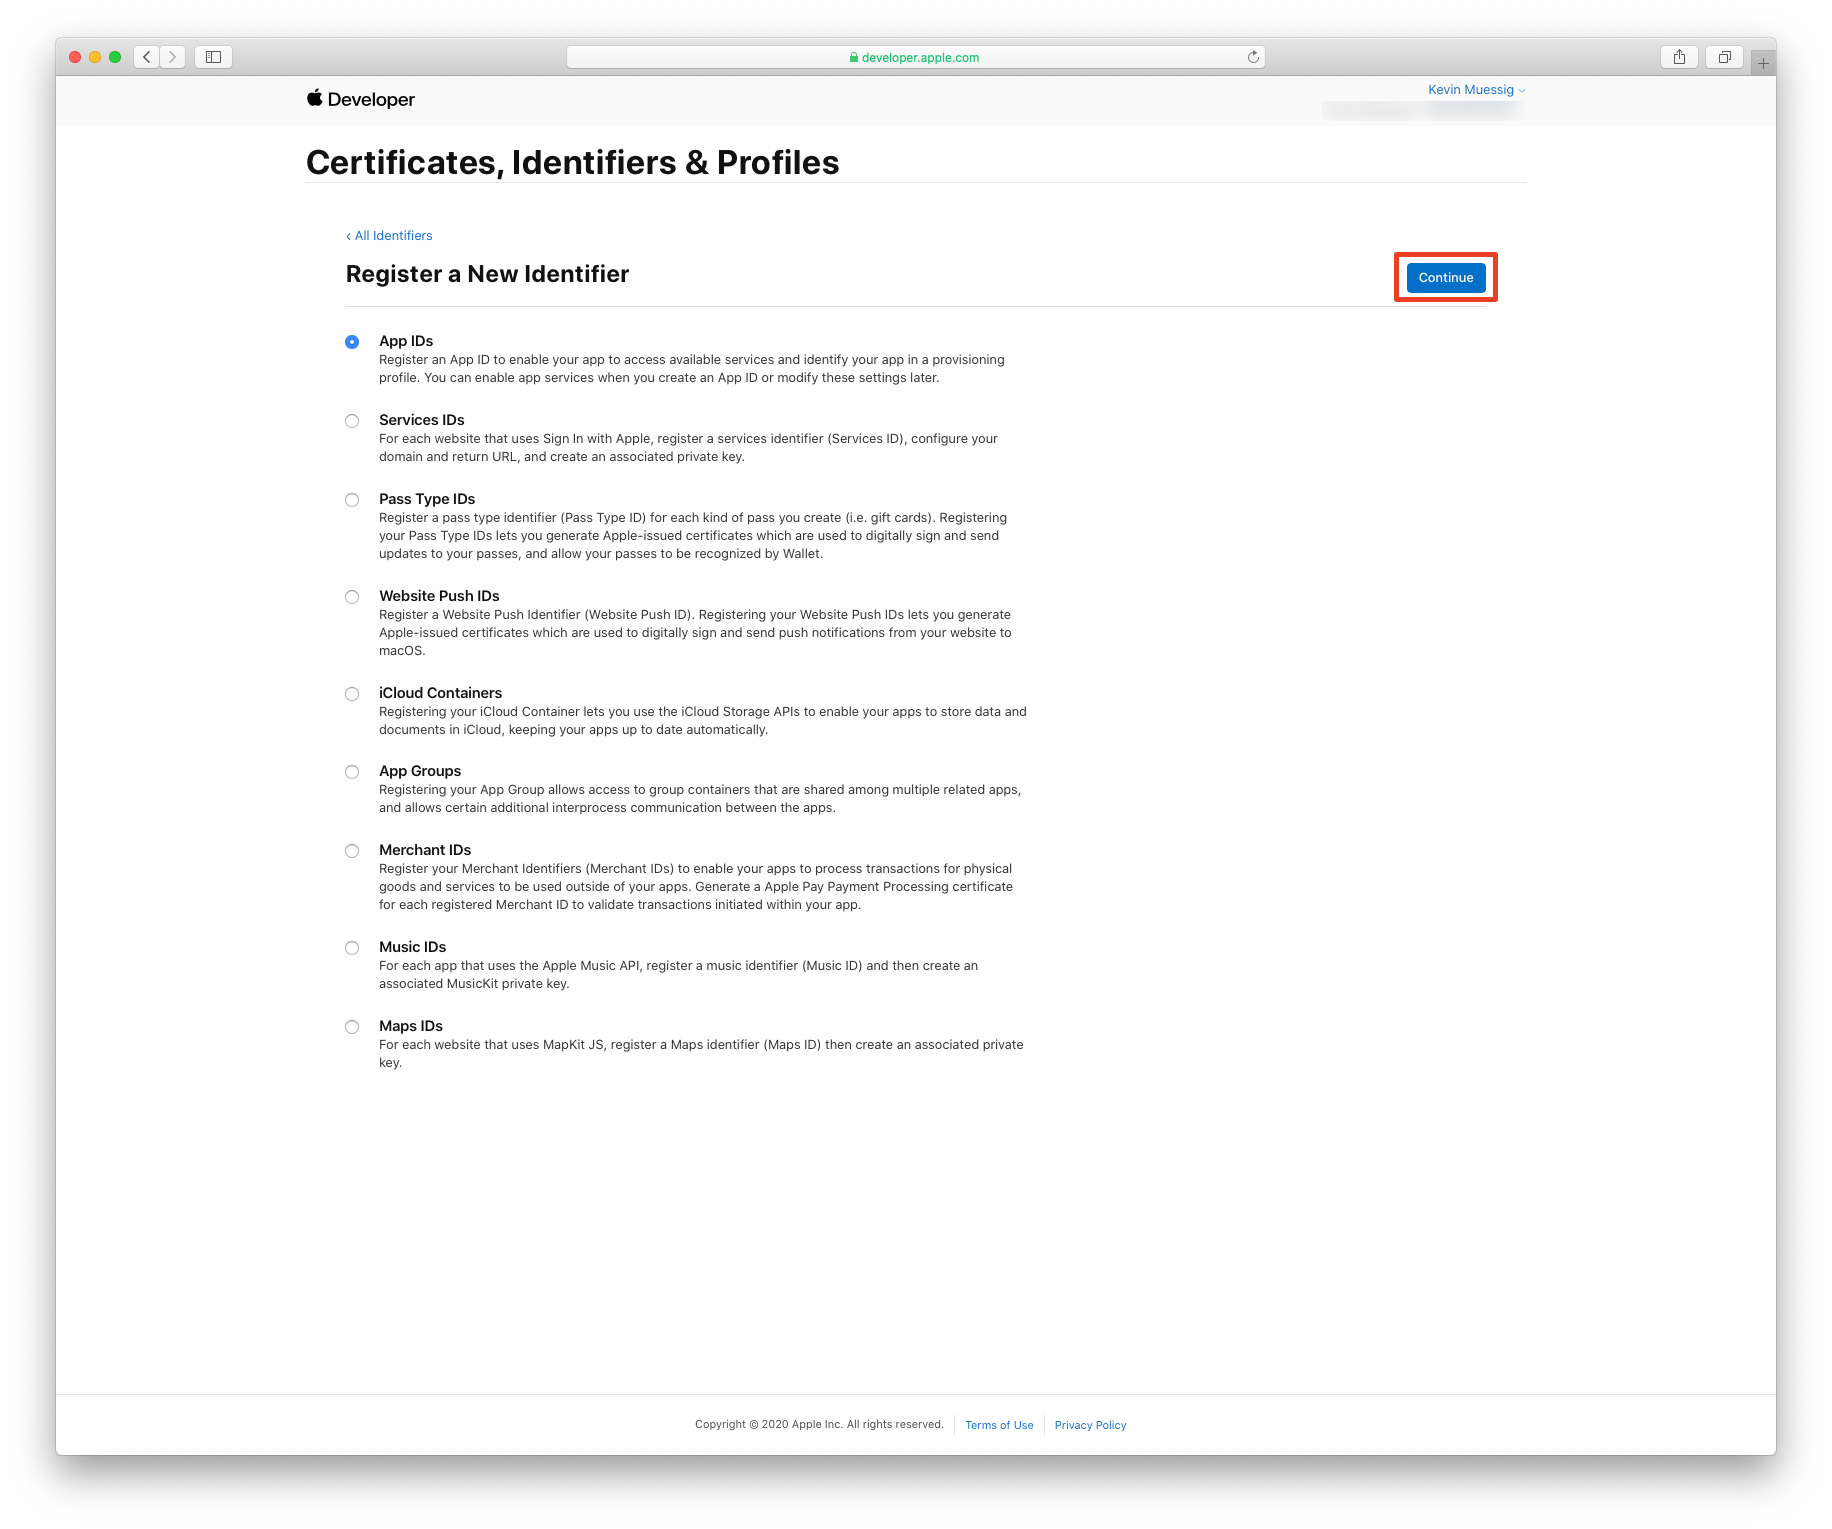 developer.apple.com
Developer
Kevin Muessig
Certificates, Identifiers & Profiles
‹ All Identifiers
Register a New Identifier
Continue
App IDs
Register an App ID to enable your app to access available services and identify your app in a provisioning
profile. You can enable app services when you create an App ID or modify these settings later.
Services IDs
For each website that uses Sign In with Apple, register a services identifier (Services ID), configure your
domain and return URL, and create an associated private key.
Pass Type IDs
Register a pass type identifier (Pass Type ID) for each kind of pass you create (i.e. gift cards). Registering
your Pass Type IDs lets you generate Apple-issued certificates which are used to digitally sign and send
updates to your passes, and allow your passes to be recognized by Wallet.
Website Push IDs
Register a Website Push Identifier (Website Push ID). Registering your Website Push IDs lets you generate
Apple-issued certificates which are used to digitally sign and send push notifications from your website to
macOS.
iCloud Containers
Registering your iCloud Container lets you use the iCloud Storage APIs to enable your apps to store data and
documents in iCloud, keeping your apps up to date automatically.
App Groups
Registering your App Group allows access to group containers that are shared among multiple related apps,
and allows certain additional interprocess communication between the apps.
Merchant IDs
Register your Merchant Identifiers (Merchant IDs) to enable your apps to process transactions for physical
goods and services to be used outside of your apps. Generate a Apple Pay Payment Processing certificate
for each registered Merchant ID to validate transactions initiated within your app.
Music IDs
For each app that uses the Apple Music API, register a music identifier (Music ID) and then create an
associated MusicKit private key.
Maps IDs
For each website that uses MapKit JS, register a Maps identifier (Maps ID) then create an associated private
key.
Copyright © 2020 Apple Inc. All rights reserved. Terms of Use Privacy Policy